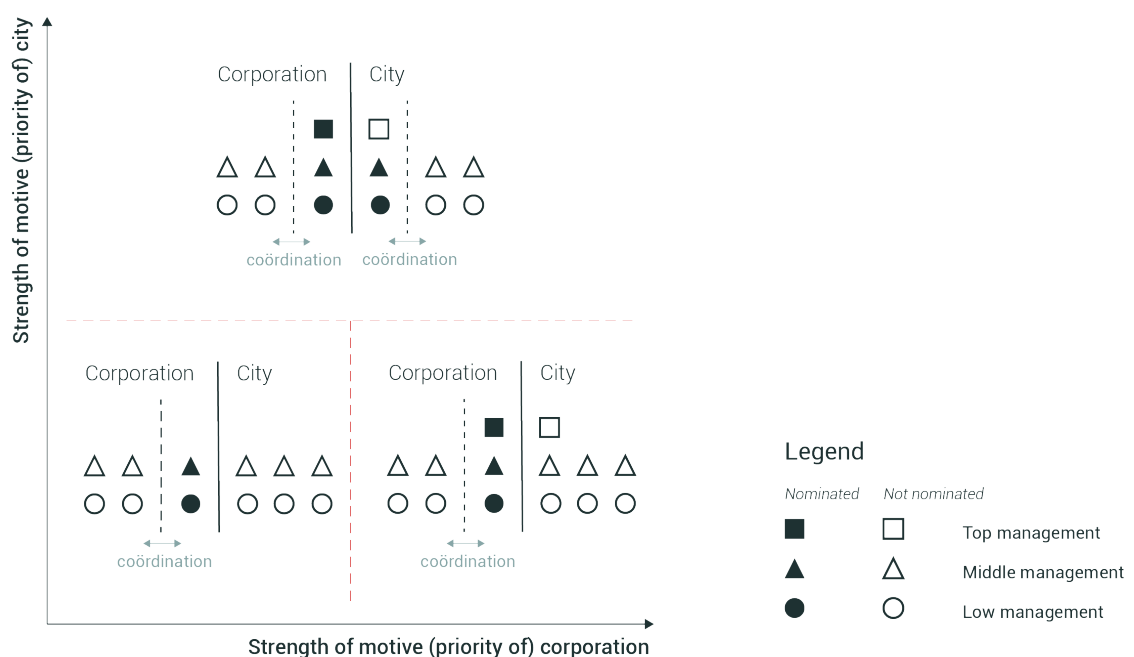 Strength of motive (priority of) city
Corporation
City
coördination
coördination
Corporation
City
coördination
Corporation
City
coördination
Strength of motive (priority of) corporation
Legend
Nominated
Not nominated
Top management
Middle management
Low management